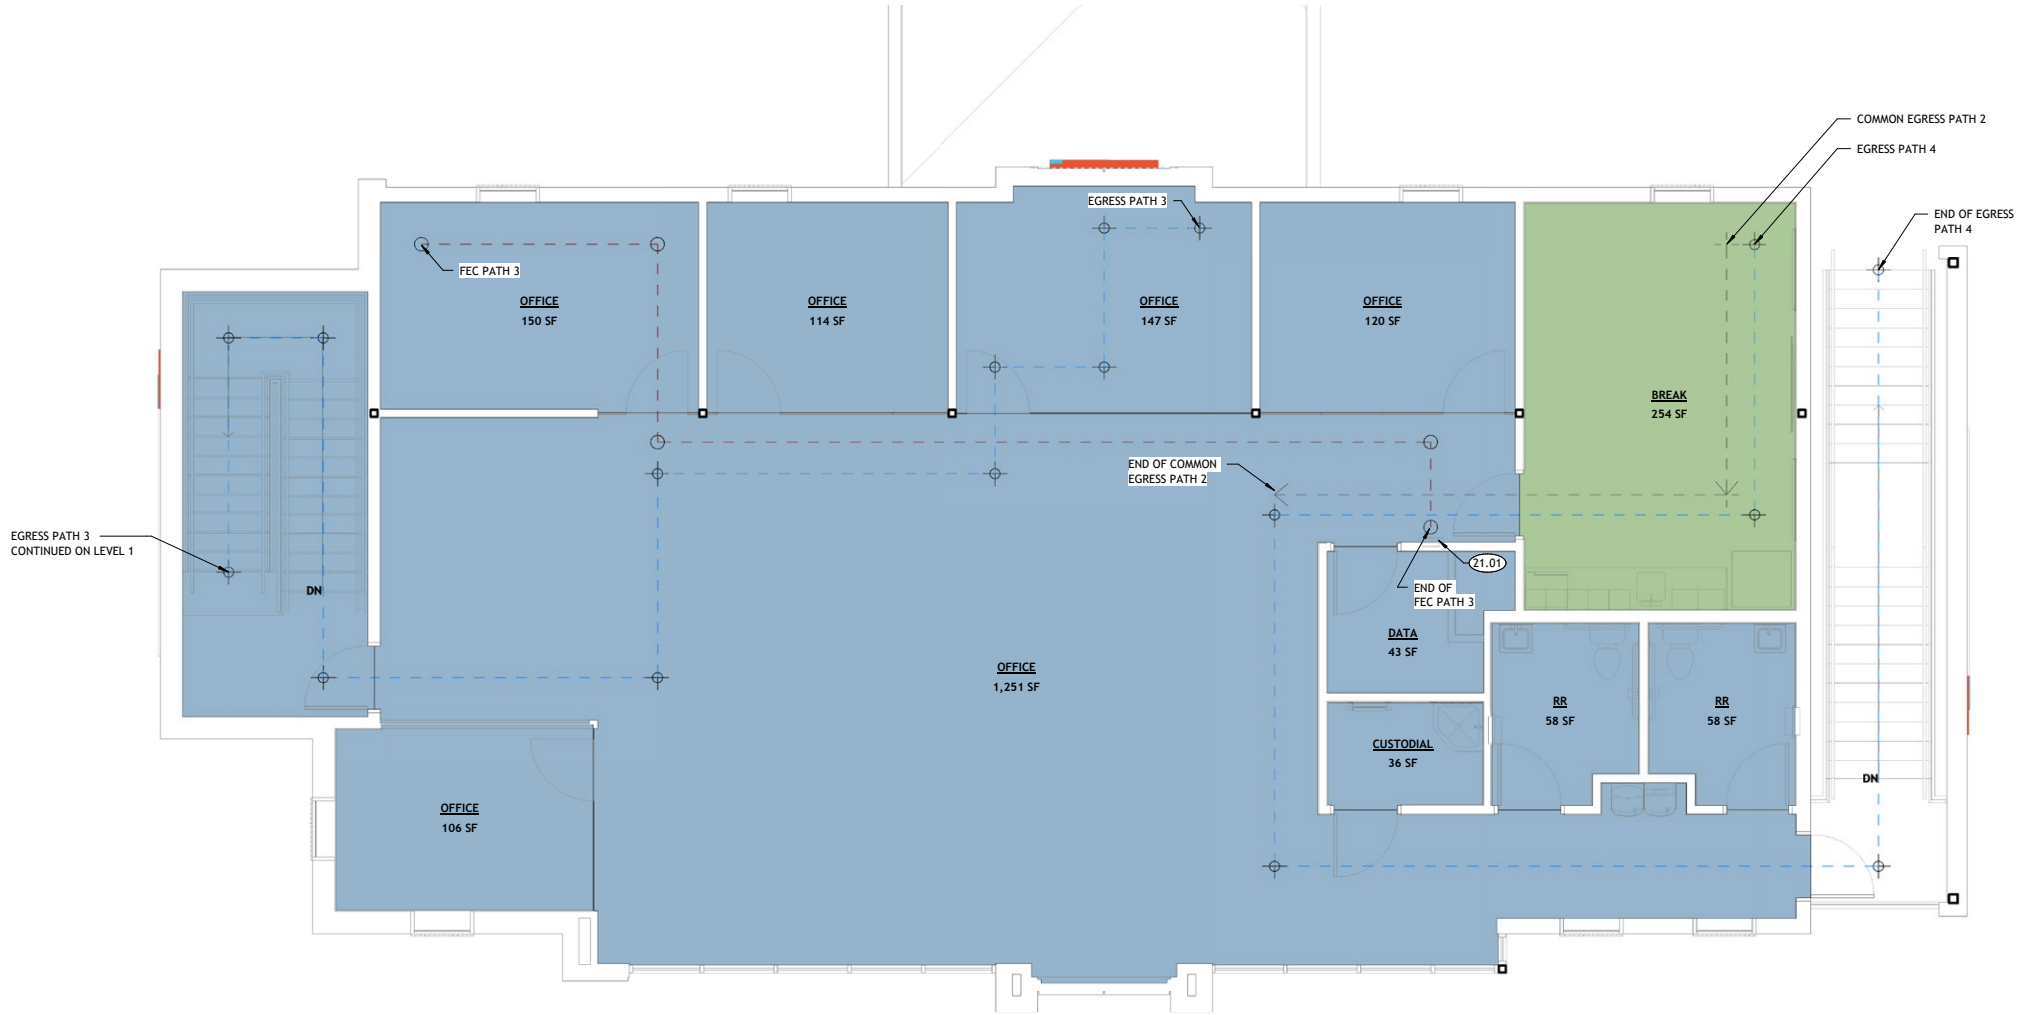 COMMON EGRESS PATH 2
EGRESS PATH 4
END OF EGRESS
PATH 4
EGRESS PATH 3
FEC PATH 3
OFFICE
150 SF
OFFICE
114 SF
OFFICE
147 SF
OFFICE
120 SF
BREAK
254 SF
END OF COMMON
EGRESS PATH 2
EGRESS PATH 3
CONTINUED ON LEVEL 1
21.01
DN
END OF
FEC PATH 3
DATA
43 SF
OFFICE
1,251 SF
RR
58 SF
RR
58 SF
CUSTODIAL
36 SF
DN
OFFICE
106 SF